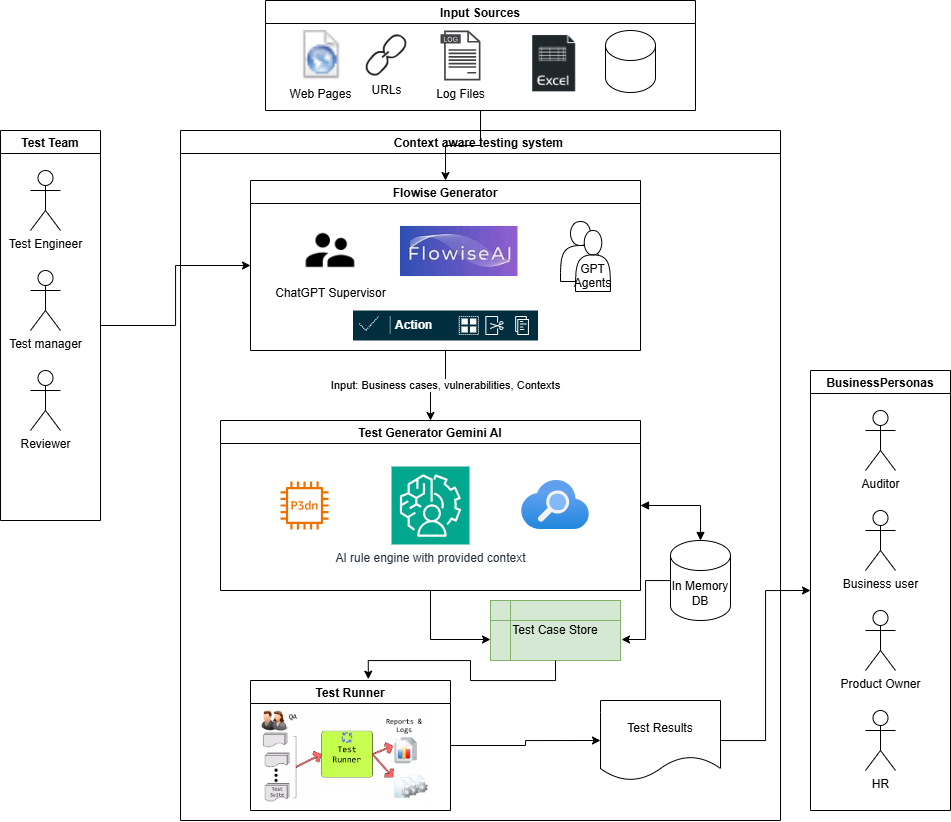 Input Sources
LOG
Excel
Web Pages
URLs
Log Files
Test Team
Context aware testing system
Test Engineer
Test manager
Reviewer
Flowise Generator
FlowiseAI
ChatGPT Supervisor
GPT
Agents
Action
Input: Business cases, vulnerabilities, Contexts
Test Generator Gemini AI
P3dn
AI rule engine with provided context
In Memory
DB
Test Case Store
BusinessPersonas
Auditor
Business user
Product Owner
HR
Test Runner
QA
Reports &
Logs
Test
Runner
Test
Suite
Test Results